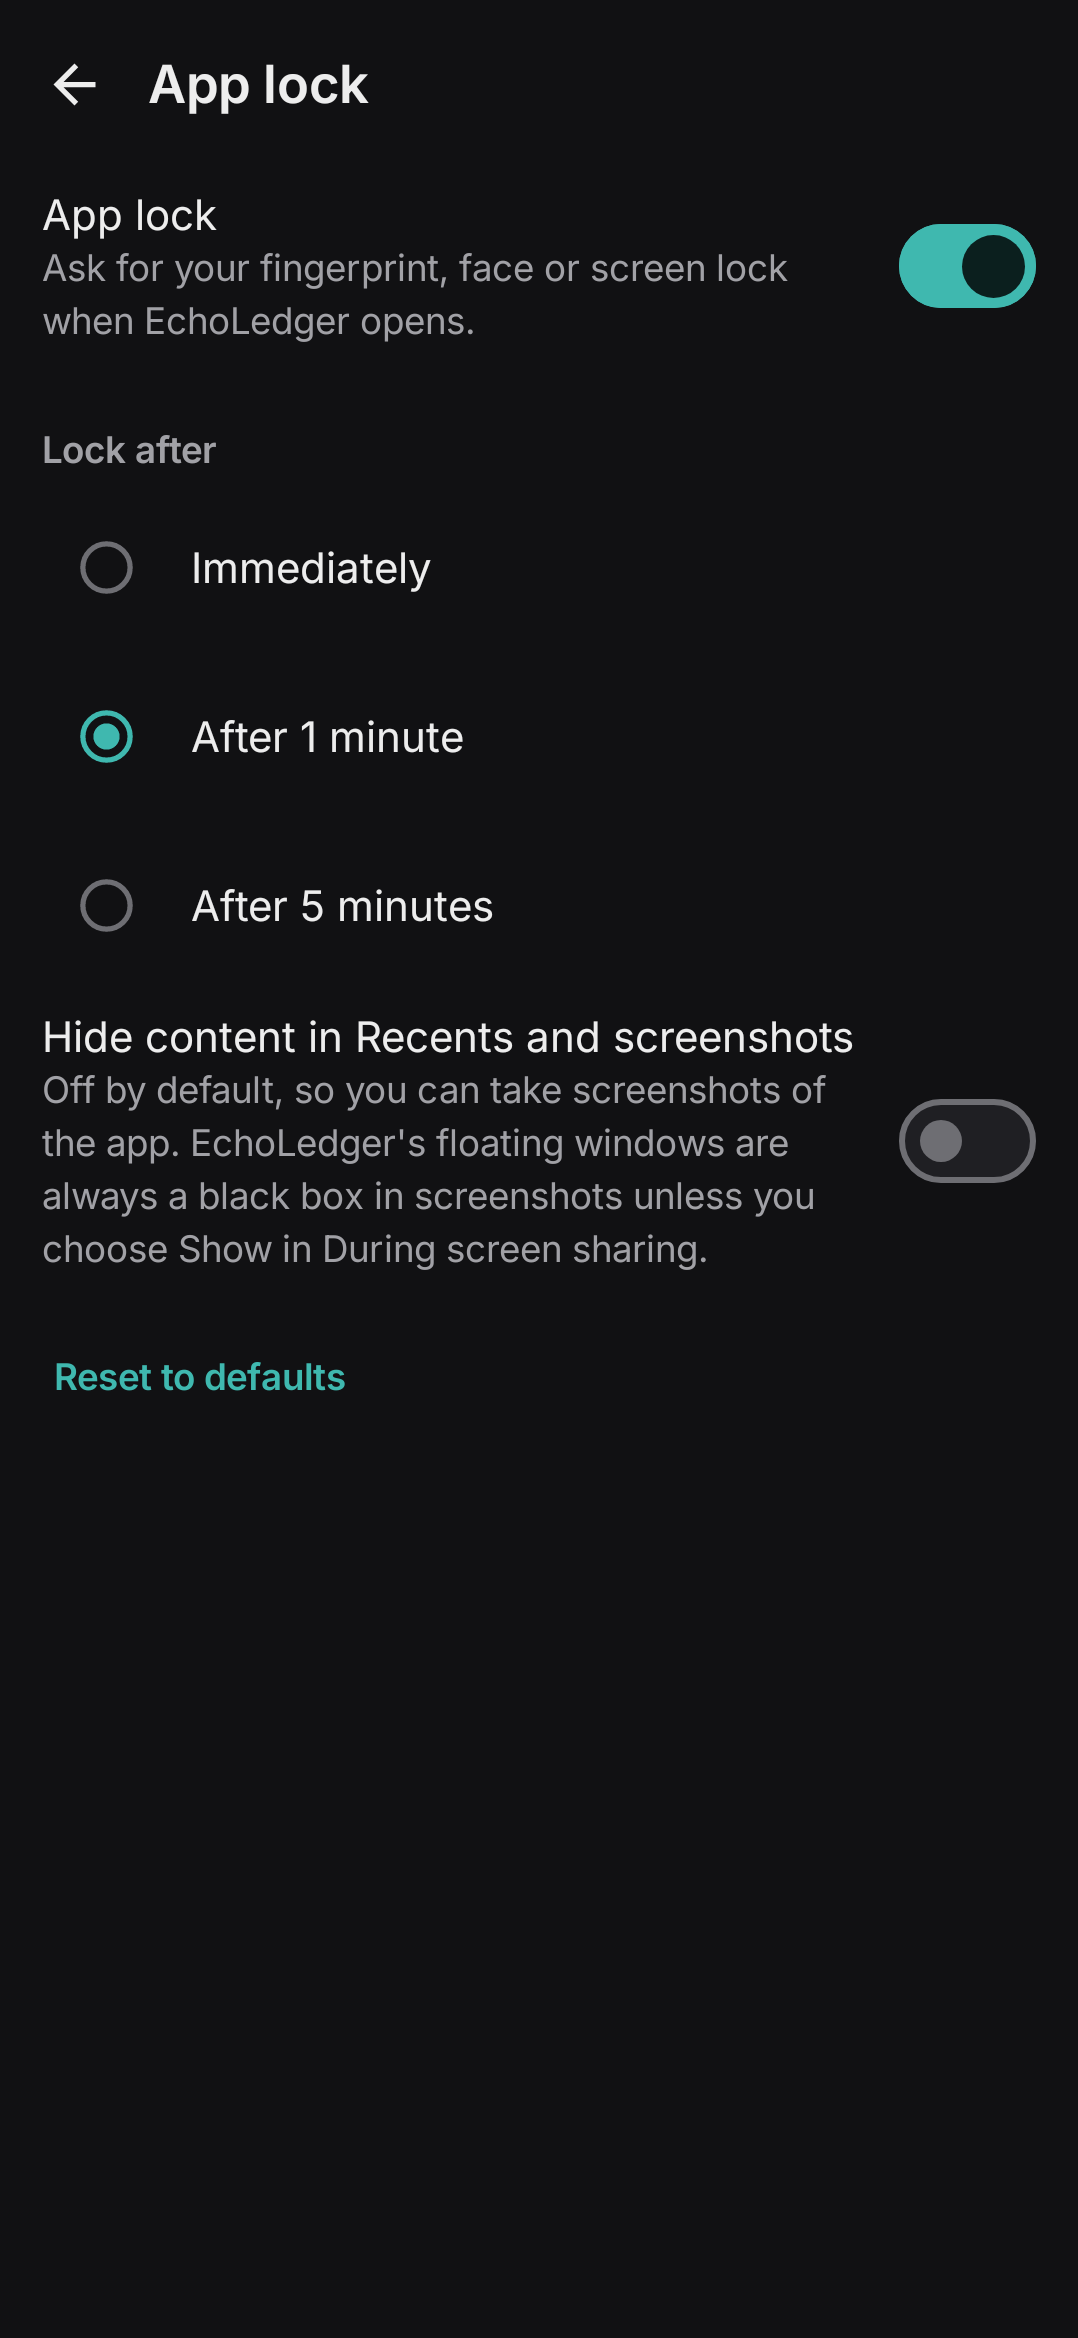 App lock
App lock
Ask for your fingerprint, face or screen lock
when EchoLedger opens.
Lock after
Immediately
After 1 minute
After 5 minutes
Hide content in Recents and screenshots
Off by default, so you can take screenshots of
the app. EchoLedger's floating windows are
always a black box in screenshots unless you
choose Show in During screen sharing.
Reset to defaults